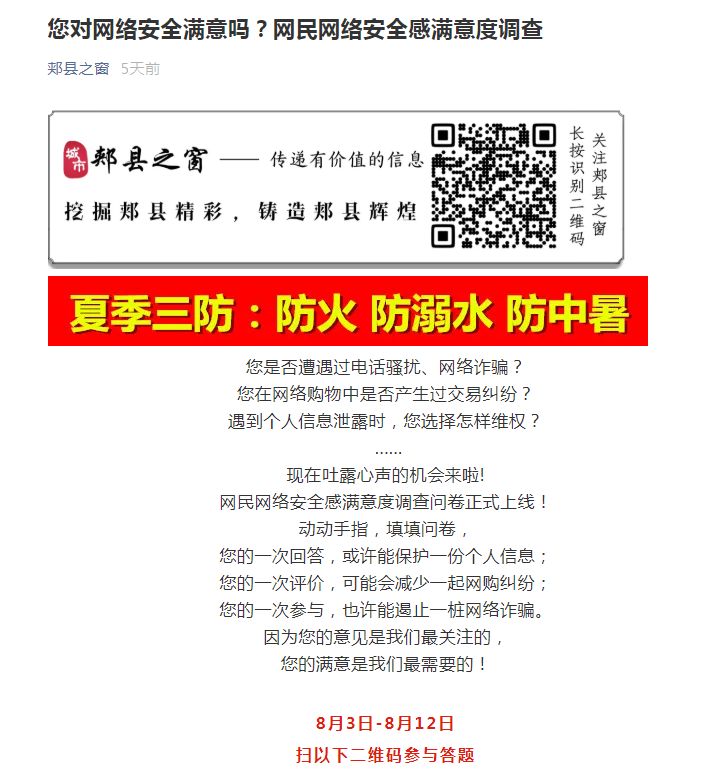 您对网络安全满意吗？网民网络安全感满意度调查
郏县之窗 5天前
城市 郏县之窗 —— 传递有价值的信息
挖掘郏县精彩，铸造郏县辉煌
长按识别二维码
关注郏县之窗
夏季三防：防火 防溺水 防中暑
您是否遭遇过电话骚扰、网络诈骗？
您在网络购物中是否产生过交易纠纷？
遇到个人信息泄露时，您选择怎样维权？
……
现在吐露心声的机会来啦!
网民网络安全感满意度调查问卷正式上线！
动动手指，填填问卷，
您的一次回答，或许能保护一份个人信息；
您的一次评价，可能会减少一起网购纠纷；
您的一次参与，也许能遏止一桩网络诈骗。
因为您的意见是我们最关注的，
您的满意是我们最需要的！
8月3日-8月12日
扫以下二维码参与答题